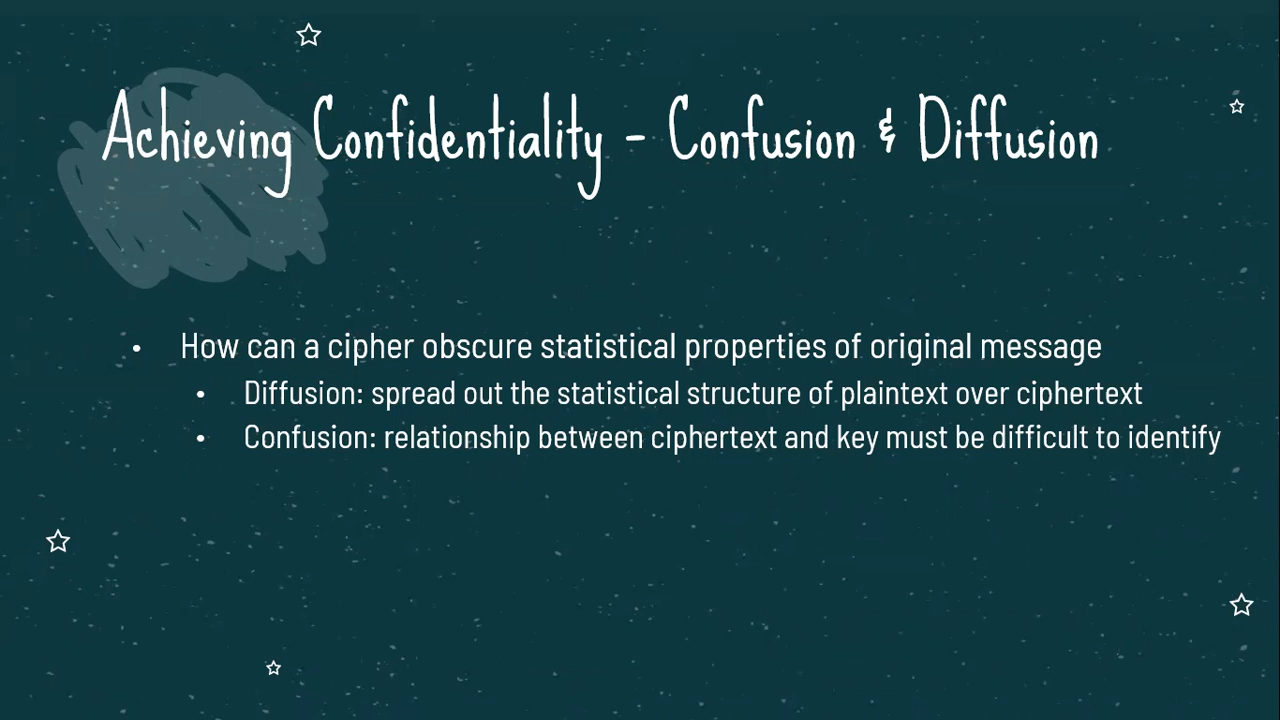 Achieving Confidentiality - Confusion & Diffusion
• How can a cipher obscure statistical properties of original message
• Diffusion: spread out the statistical structure of plaintext over ciphertext
• Confusion: relationship between ciphertext and key must be difficult to identify